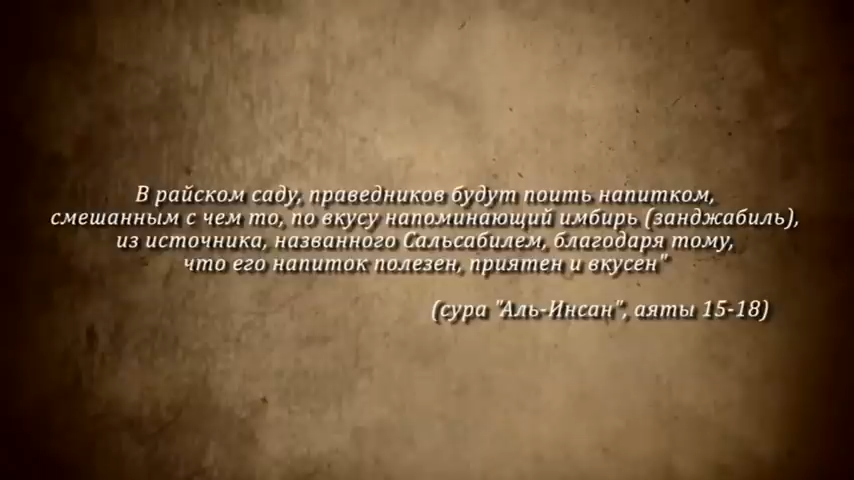 В райском саду, праведников будут поить напитком,
смешанным с чем то, по вкусу напоминающий имбирь (занджабиль),
из источника, названного Сальсабилем, благодаря тому,
что его напиток полезен, приятен и вкусен"
(сура "Аль-Инсан", аяты 15-18)